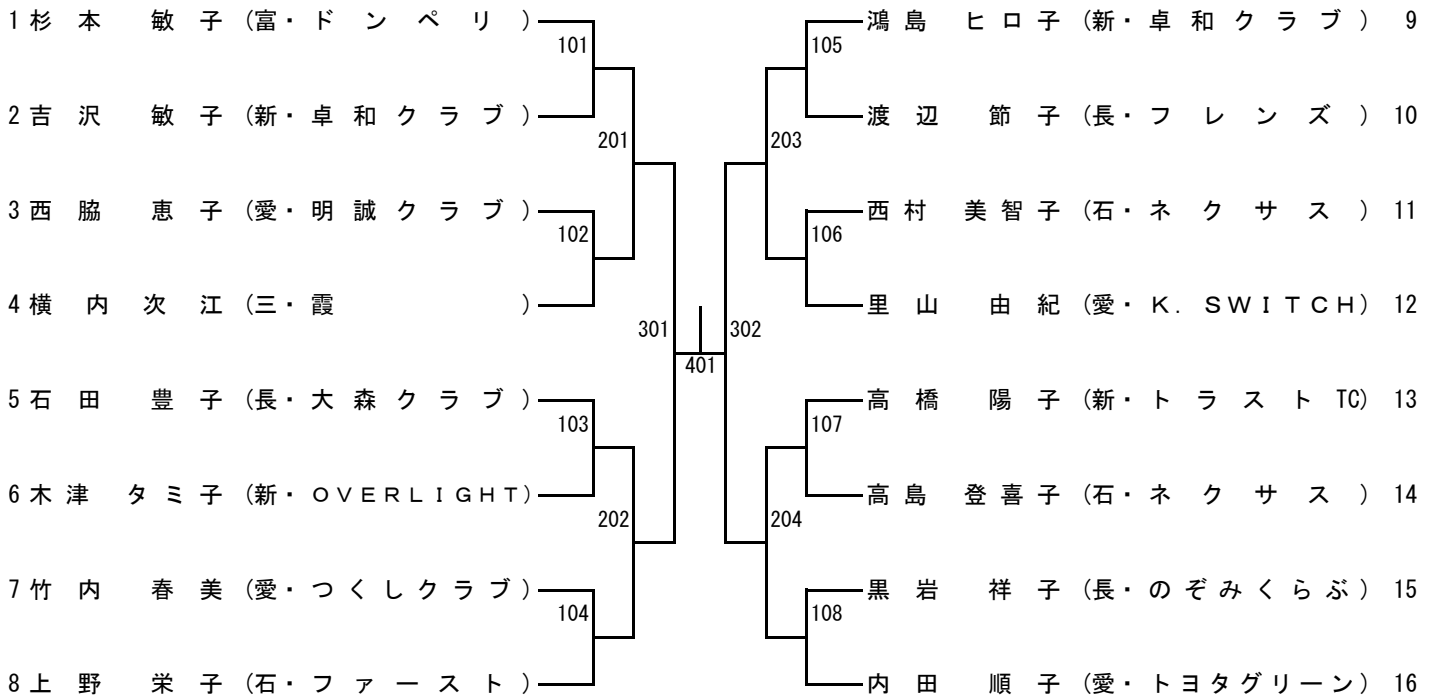 1 杉本 敏子 (富・ドンペリ)
101
2 吉沢 敏子 (新・卓和クラブ)
201
3 西脇 恵子 (愛・明誠クラブ)
102
4 横内次江 (三・霞)
301
5 石田 豊子 (長・大森クラブ)
103
6 木津 タミ子 (新・OVERLIGHT)
202
7 竹内 春美 (愛・つくしクラブ)
104
8 上野 栄子 (石・ファースト)
401
鴻島 ヒロ子 (新・卓和クラブ) 9
105
渡辺 節子 (長・フレンズ) 10
203
西村 美智子 (石・ネクサス) 11
106
里山 由紀 (愛・K. SWITCH) 12
302
高橋 陽子 (新・トラスト TC) 13
107
高島 登喜子 (石・ネクサス) 14
204
黒岩 祥子 (長・のぞみくらぶ) 15
108
内田 順子 (愛・トヨタグリーン) 16